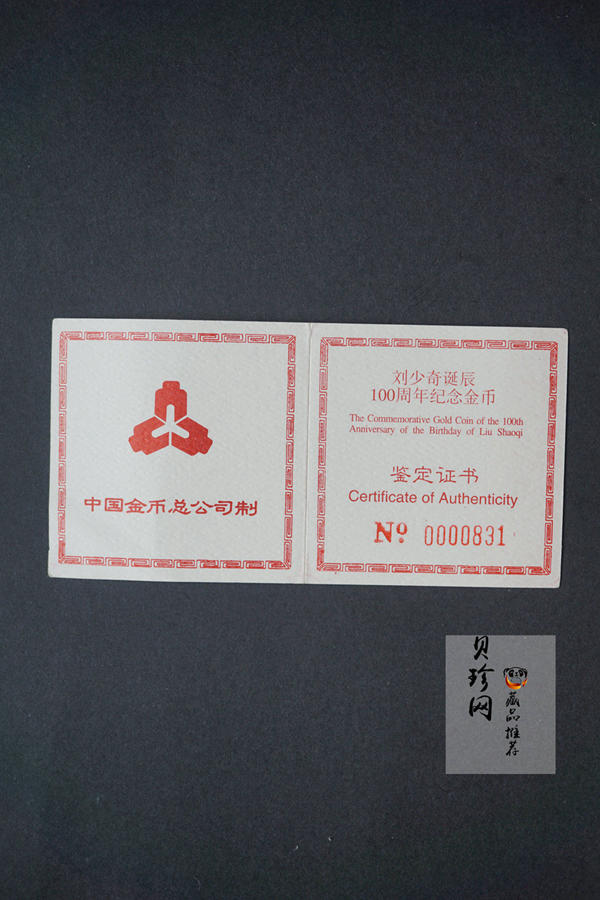 中国金币总公司制
刘少奇诞辰
100周年纪念金币
The Commemorative Gold Coin of the 100th
Anniversary of the Birthday of Liu Shaoqi
鉴定证书
Certificate of Authenticity
Nº 0000831
贝珍网
藏品推荐